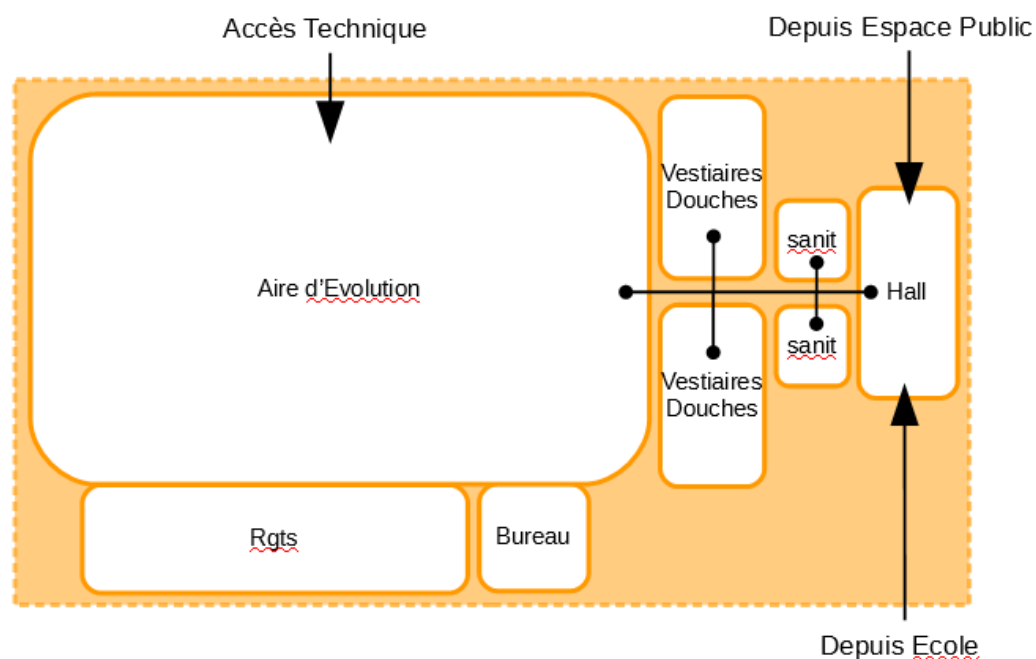 Accès Technique
Depuis Espace Public
Vestiaires
Douches
sanit
Aire d'Evolution
Hall
sanit
Vestiaires
Douches
Rgts
Bureau
Depuis Ecole